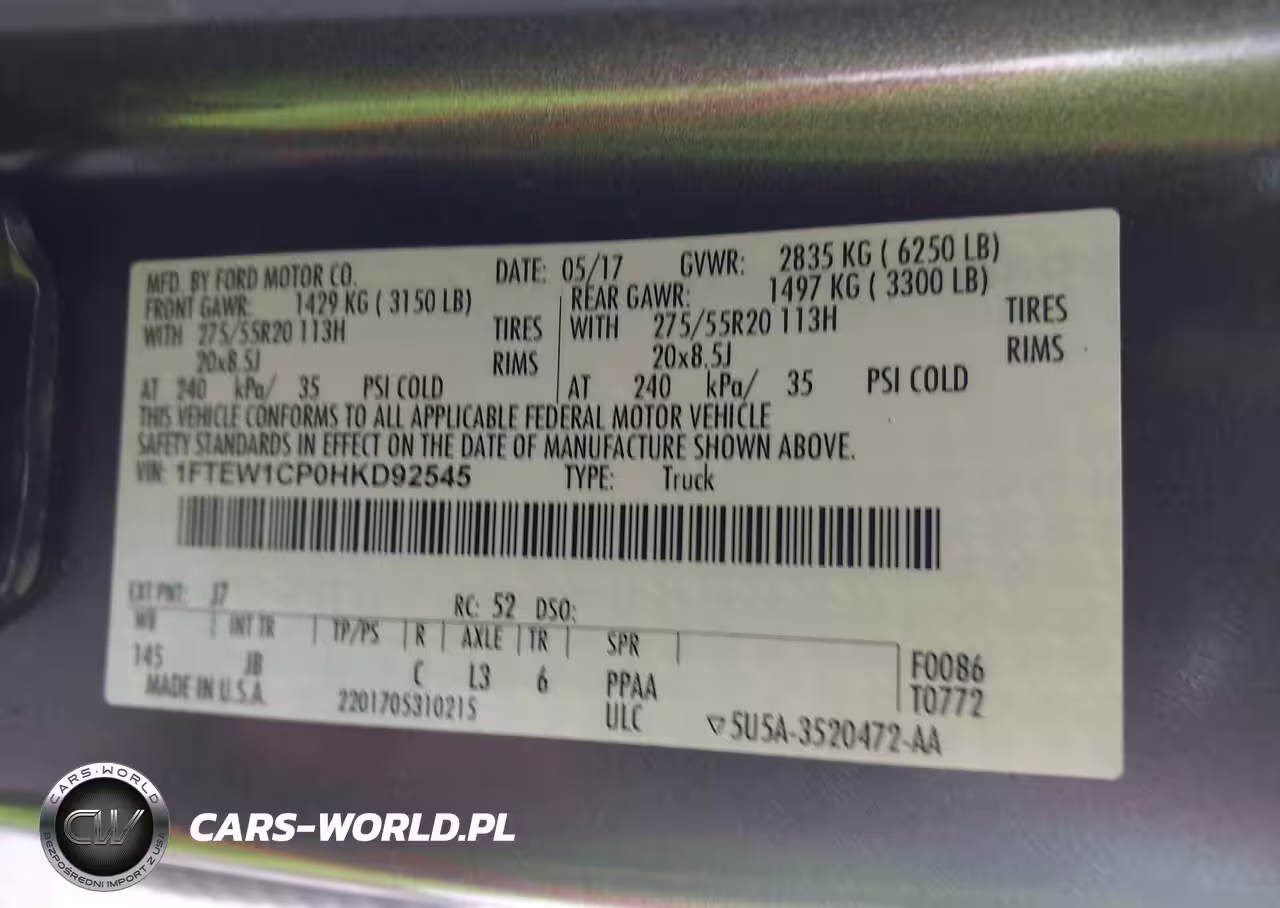 MFD. BY FORD MOTOR CO. DATE: 05/17 GVWR: 2835 KG ( 6250 LB)
FRONT GAWR: 1429 KG ( 3150 LB) REAR GAWR: 1497 KG ( 3300 LB)
WITH 275/55R20 113H TIRES WITH 275/55R20 113H TIRES
20x8.5J RIMS 20x8.5J RIMS
AT 240 kPa/ 35 PSI COLD AT 240 kPa/ 35 PSI COLD
THIS VEHICLE CONFORMS TO ALL APPLICABLE FEDERAL MOTOR VEHICLE
SAFETY STANDARDS IN EFFECT ON THE DATE OF MANUFACTURE SHOWN ABOVE.
VIN: 1FTEW1CP0HKD92545 TYPE: Truck
EXT PNT: J7 RC: 52 DSO:
WB INT TR TP/PS R AXLE TR SPR
145 JB C L3 6 PPAA F0086
MADE IN U.S.A. 2201705310215 ULC T0772
▽5U5A-3520472-AA
CARS-WORLD
CW
BEZPOŚREDNI IMPORT Z USA
CARS-WORLD.PL